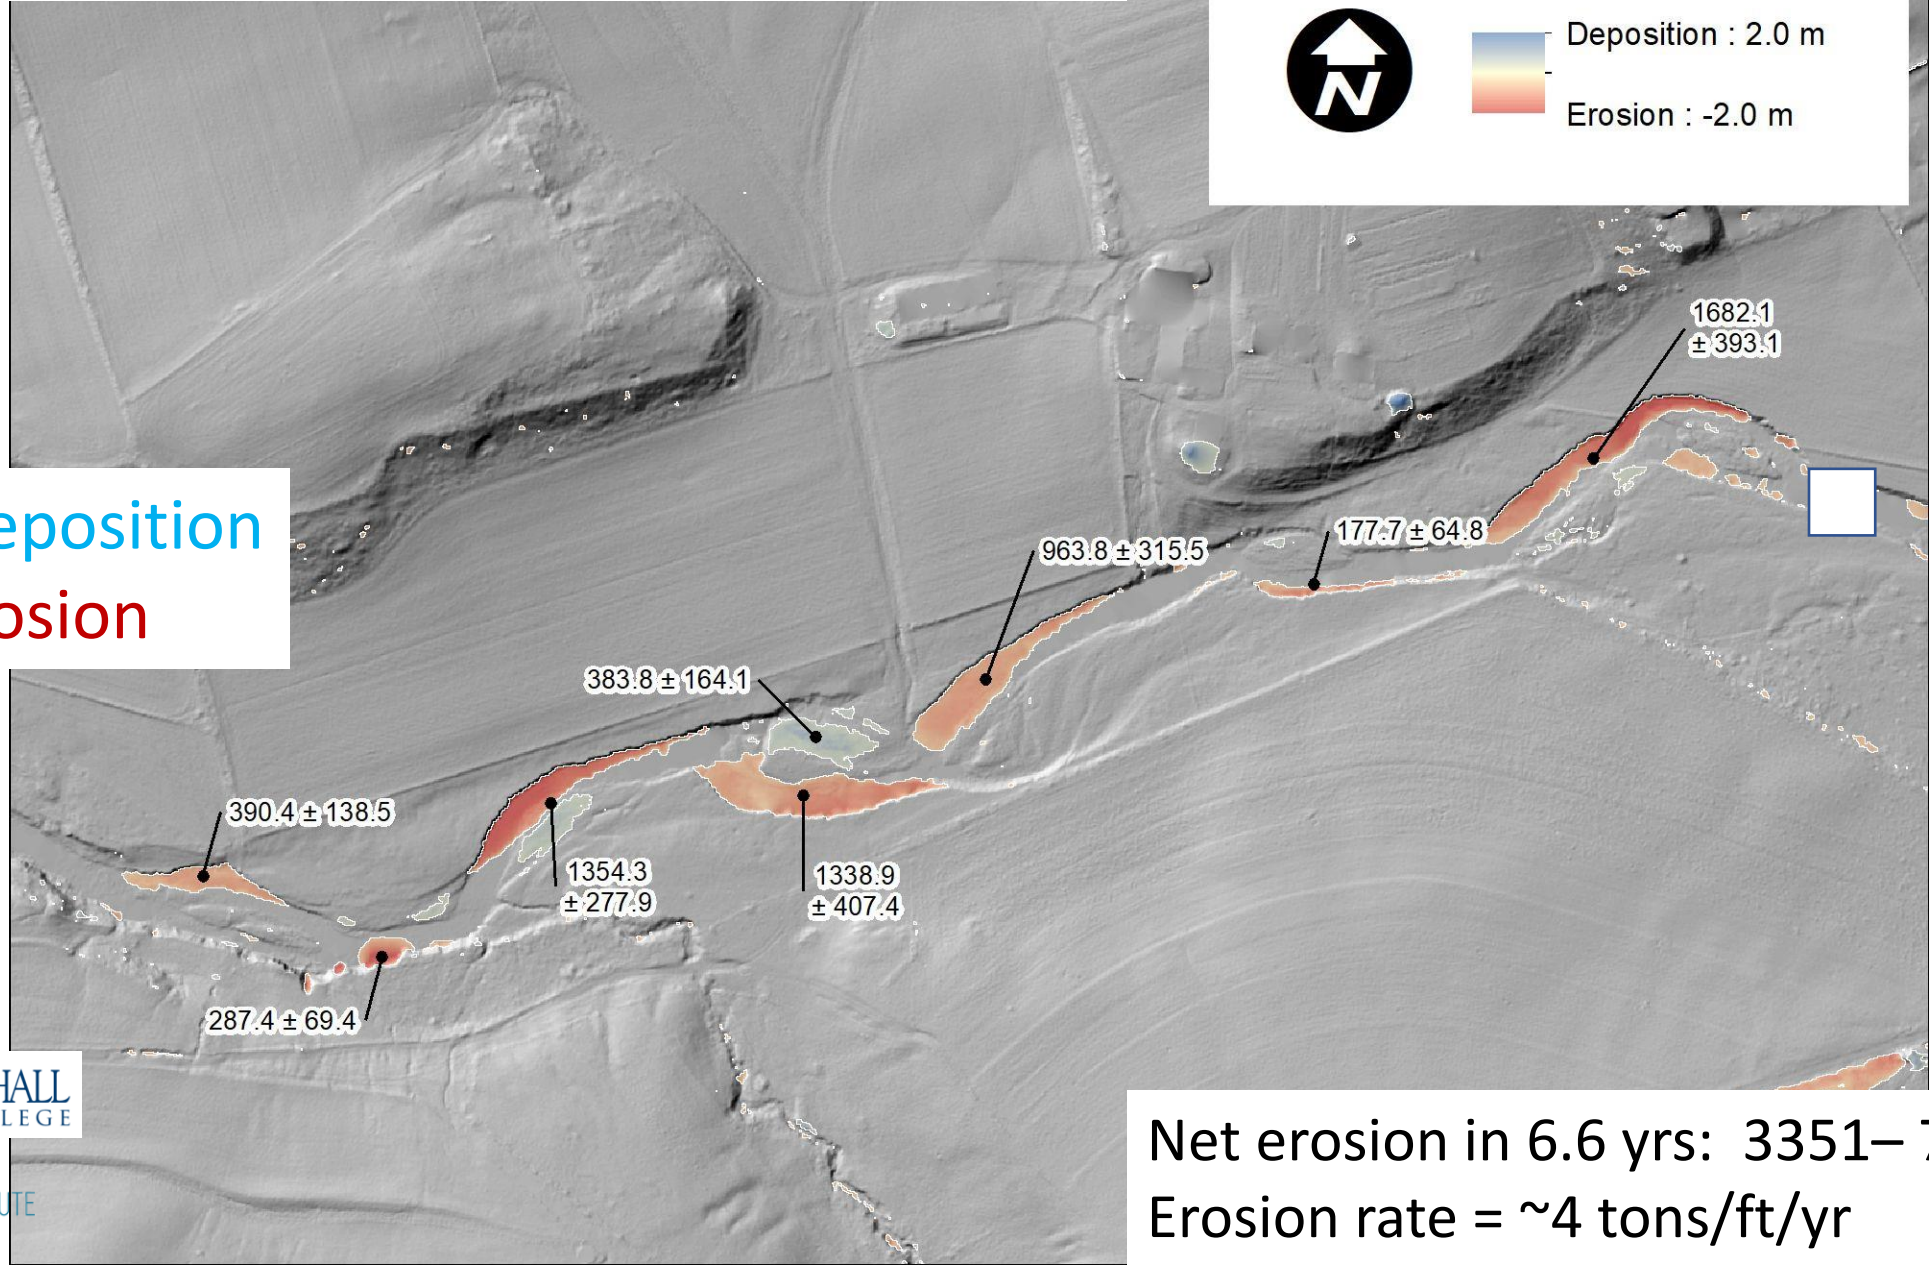 N
Deposition : 2.0 m
Erosion : -2.0 m
1682.1
± 393.1
eposition
osion
177.7 ± 64.8
963.8 ± 315.5
383.8 ± 164.1
390.4 ± 138.5
1354.3
± 277.9
1338.9
± 407.4
287.4 ± 69.4
HALL
LEGE
UTE
Net erosion in 6.6 yrs: 3351–
Erosion rate = ~4 tons/ft/yr